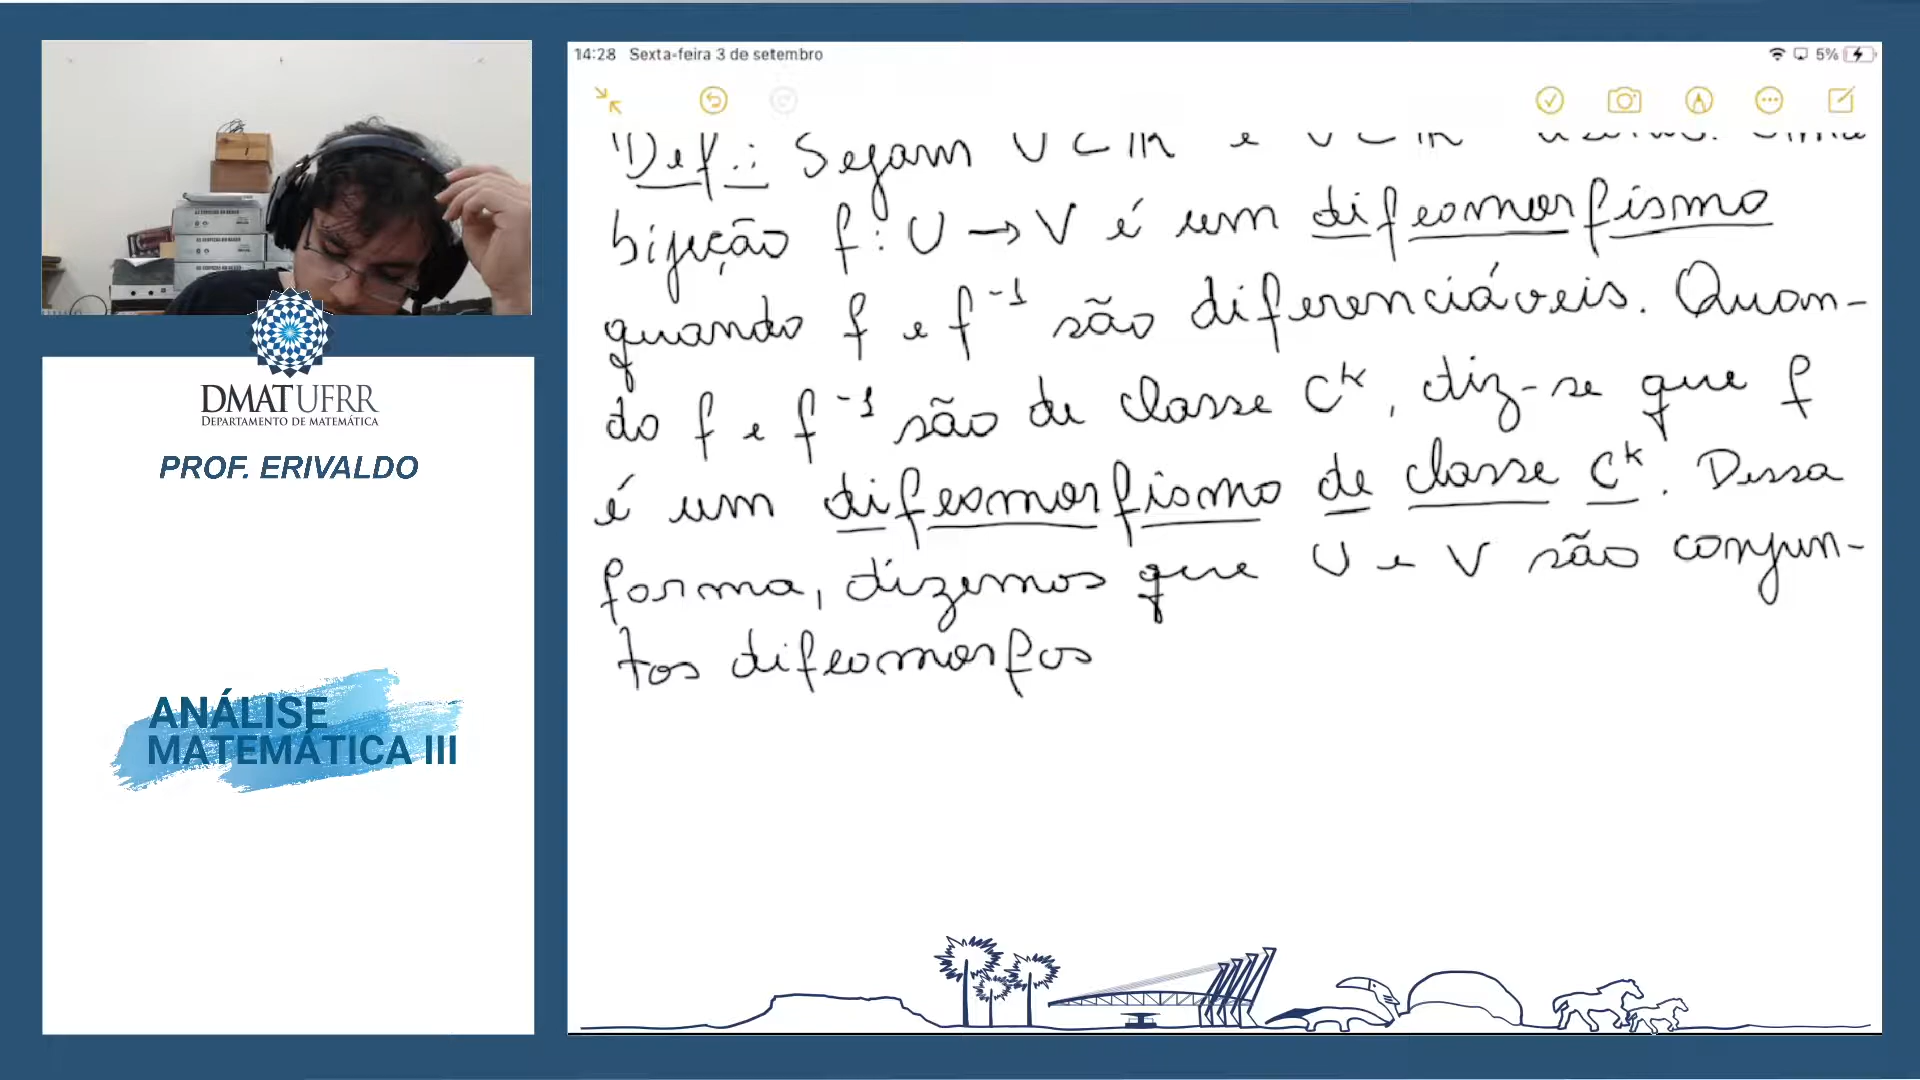 14:28 Sexta-feira 3 de setembro
5%
Def.: Sejam U ⊂ IR e V ⊂ IR
bijeção f: U → V é um difeomorfismo
quando f e f⁻¹ são diferenciáveis. Quan-
do f e f⁻¹ são de classe Cᵏ, diz-se que f
é um difeomorfismo de classe Cᵏ. Dessa
forma, dizemos que U e V são conjun-
tos difeomorfos
DMATUFRR
DEPARTAMENTO DE MATEMÁTICA
PROF. ERIVALDO
ANÁLISE
MATEMÁTICA III